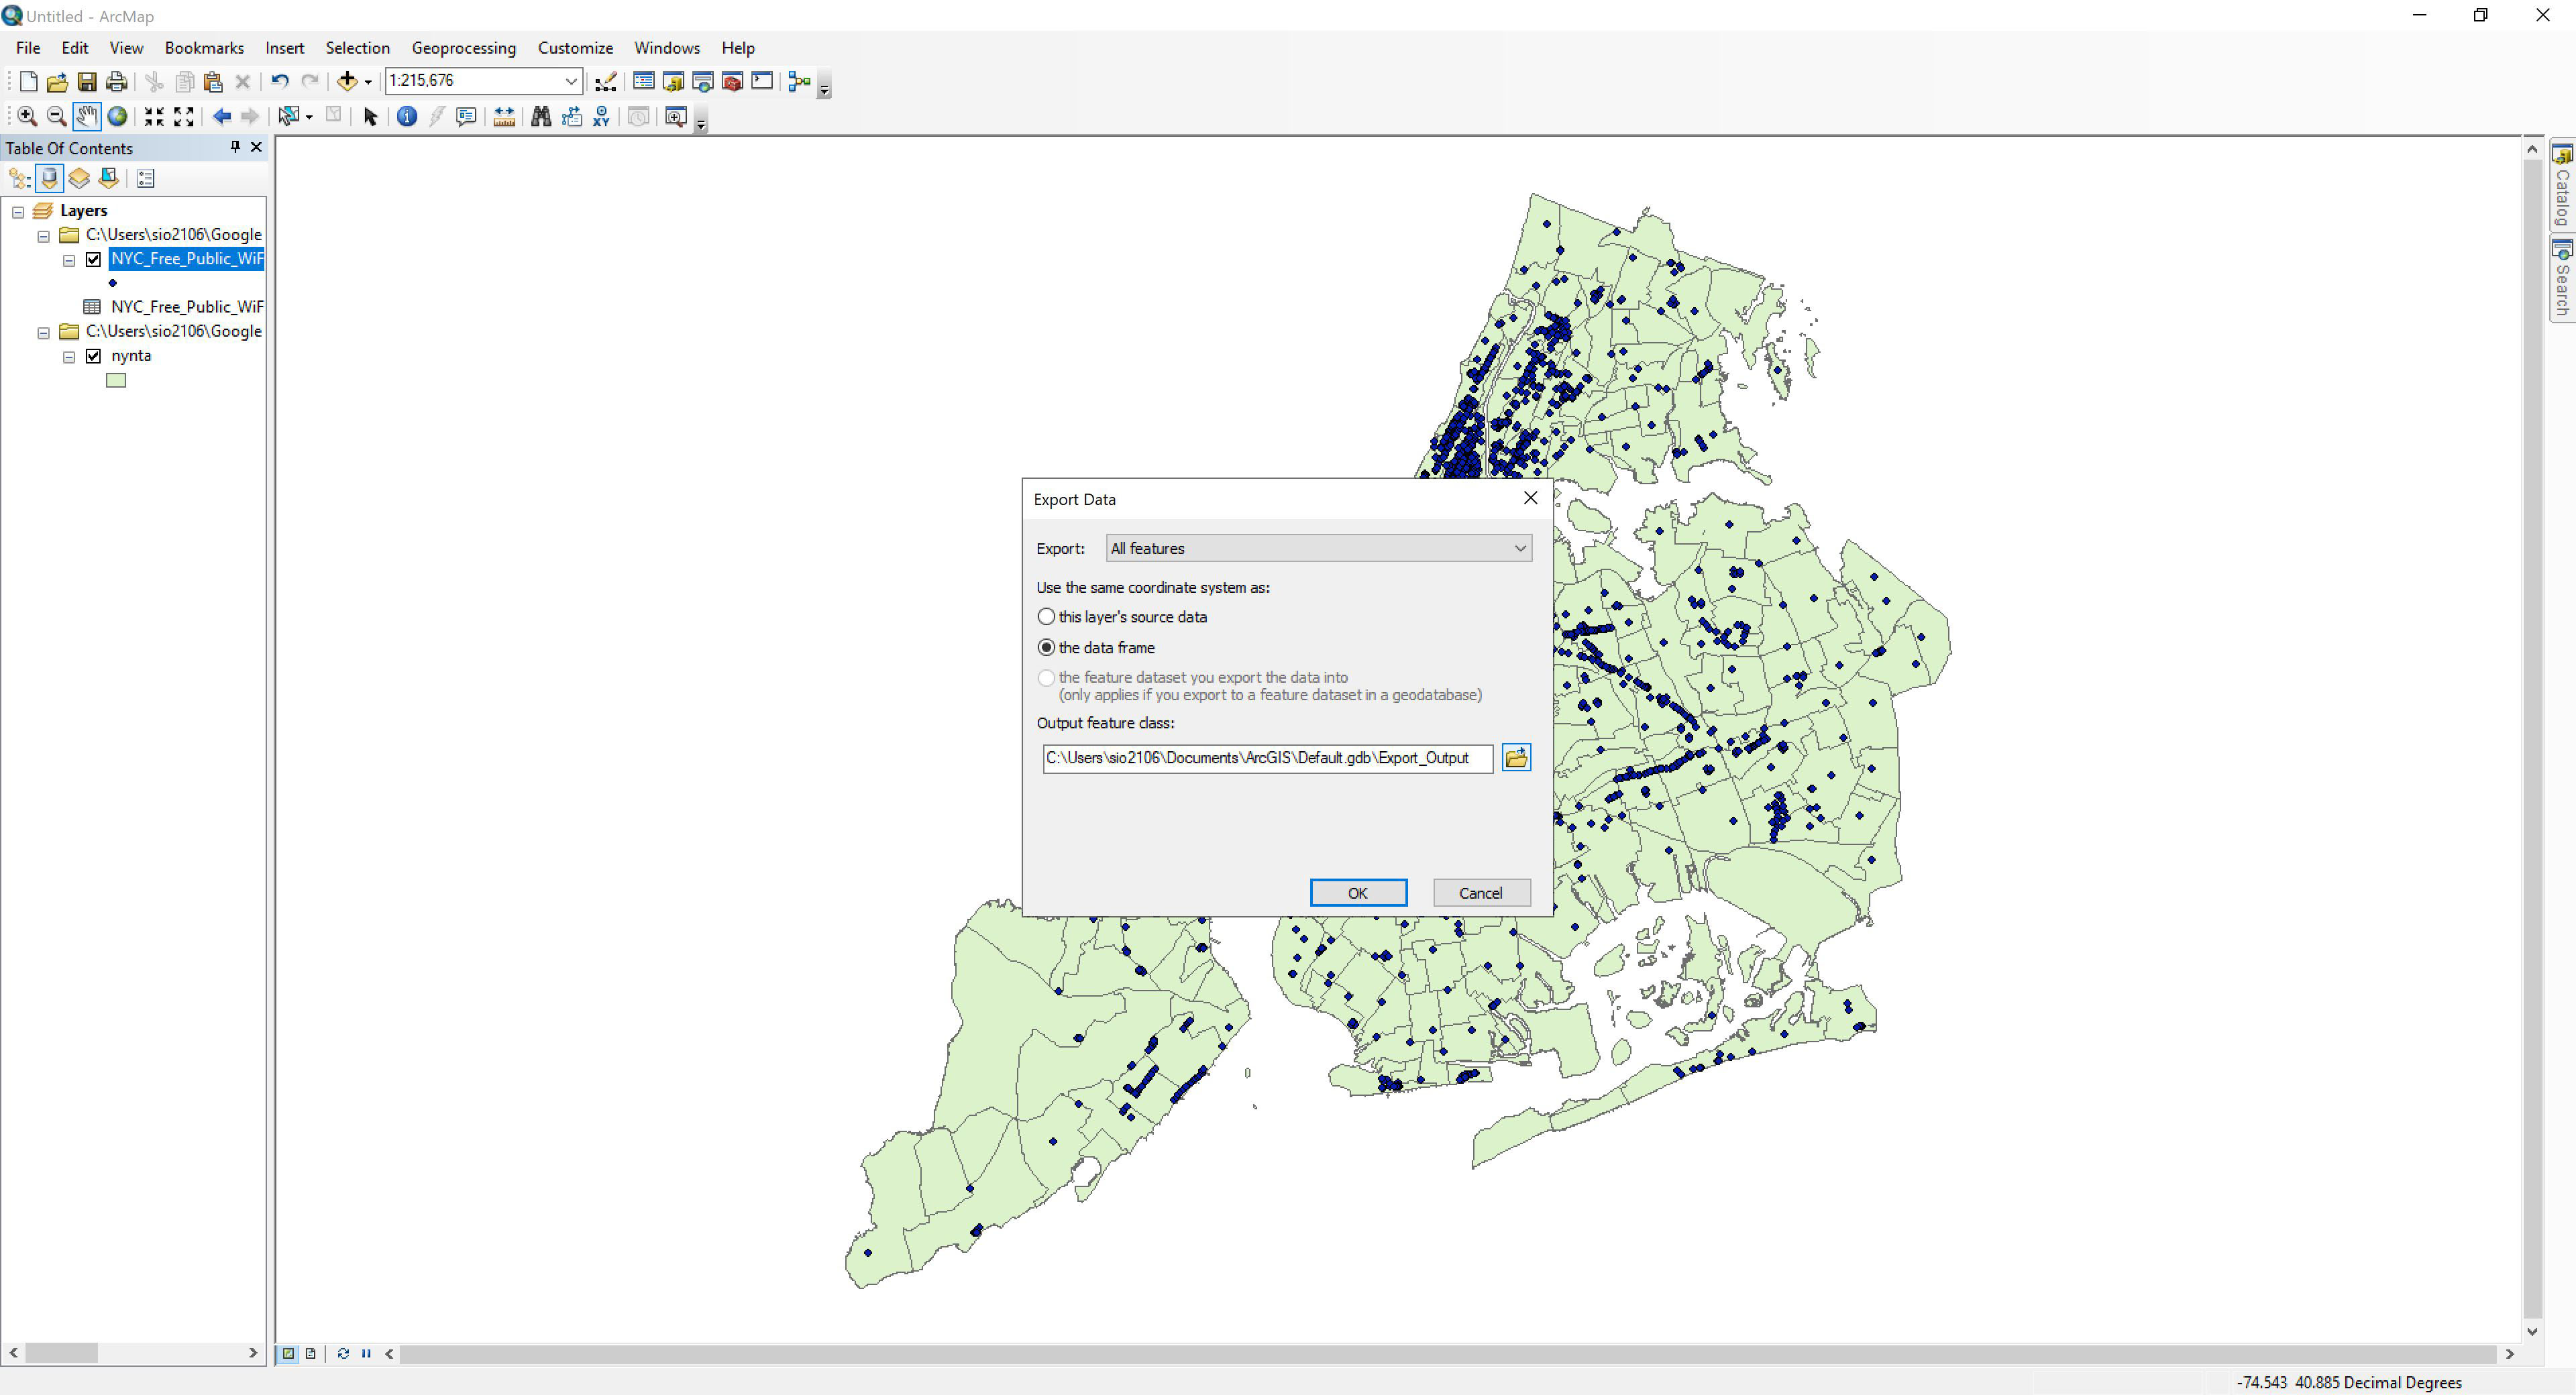 Untitled - ArcMap
File Edit View Bookmarks Insert Selection Geoprocessing Customize Windows Help
1:215,676
XY
Table Of Contents
Layers
C:\Users\sio2106\Google
NYC_Free_Public_WiF
NYC_Free_Public_WiF
C:\Users\sio2106\Google
nynta
Export Data
Export: All features
Use the same coordinate system as:
this layer's source data
the data frame
the feature dataset you export the data into
(only applies if you export to a feature dataset in a geodatabase)
Output feature class:
C:\Users\sio2106\Documents\ArcGIS\Default.gdb\Export_Output
OK Cancel
Catalog
Search
-74.543 40.885 Decimal Degrees